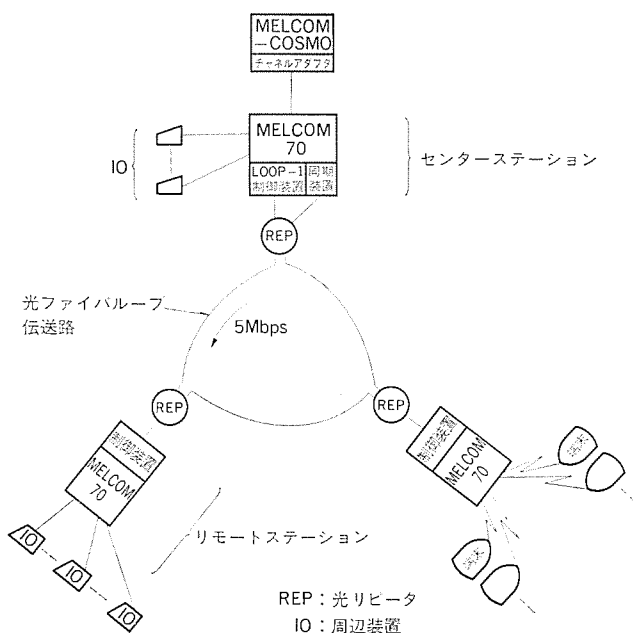 MELCOM
-COSMO
チャネルアダプタ
MELCOM
70
LOOP-1
制御装置
同期
装置
IO
センターステーション
REP
光ファイバループ
伝送路
5Mbps
REP
REP
制御装置
MELCOM
70
制御装置
MELCOM
70
端末
端末
IO
IO
IO
リモートステーション
REP：光リピータ
IO：周辺装置